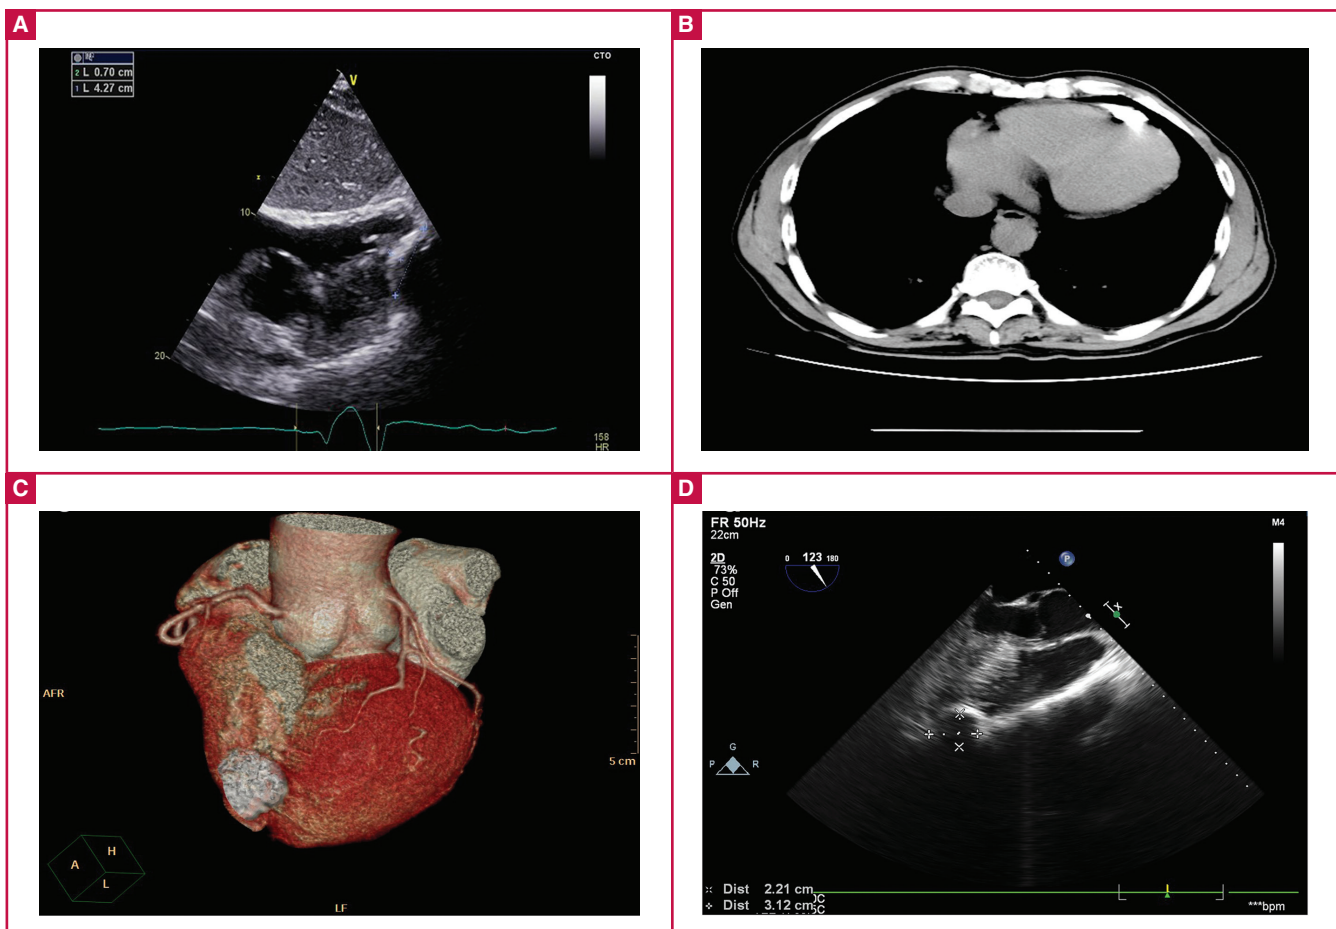 A
2 L 0.70 cm
1 L 4.27 cm
V
CTO
10
20
158
HR
B
C
AFR
5 cm
A
H
L
LF
D
FR 50Hz
22cm
2D
73%
C 50
P Off
Gen
0 123 180
P
M4
G
P R
Dist 2.21 cm
Dist 3.12 cm
***bpm